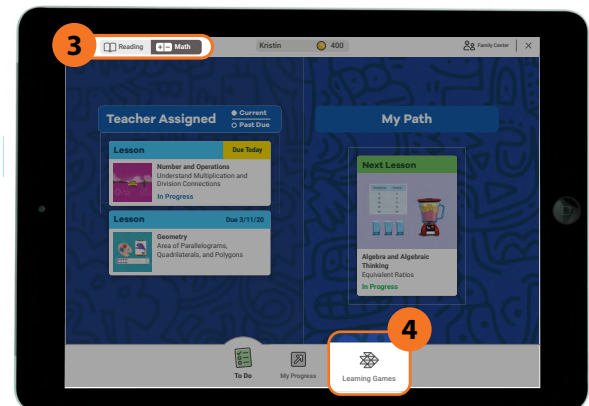 3
Reading
Math
Kristin
400
Family Center
Teacher Assigned
Current
Past Due
My Path
Lesson
Due Today
Number and Operations
Understand Multiplication and
Division Connections
In Progress
Lesson
Due 3/11/20
Geometry
Area of Parallelograms,
Quadrilaterals, and Polygons
Next Lesson
Algebra and Algebraic
Thinking
Equivalent Ratios
In Progress
4
To Do
My Progress
Learning Games